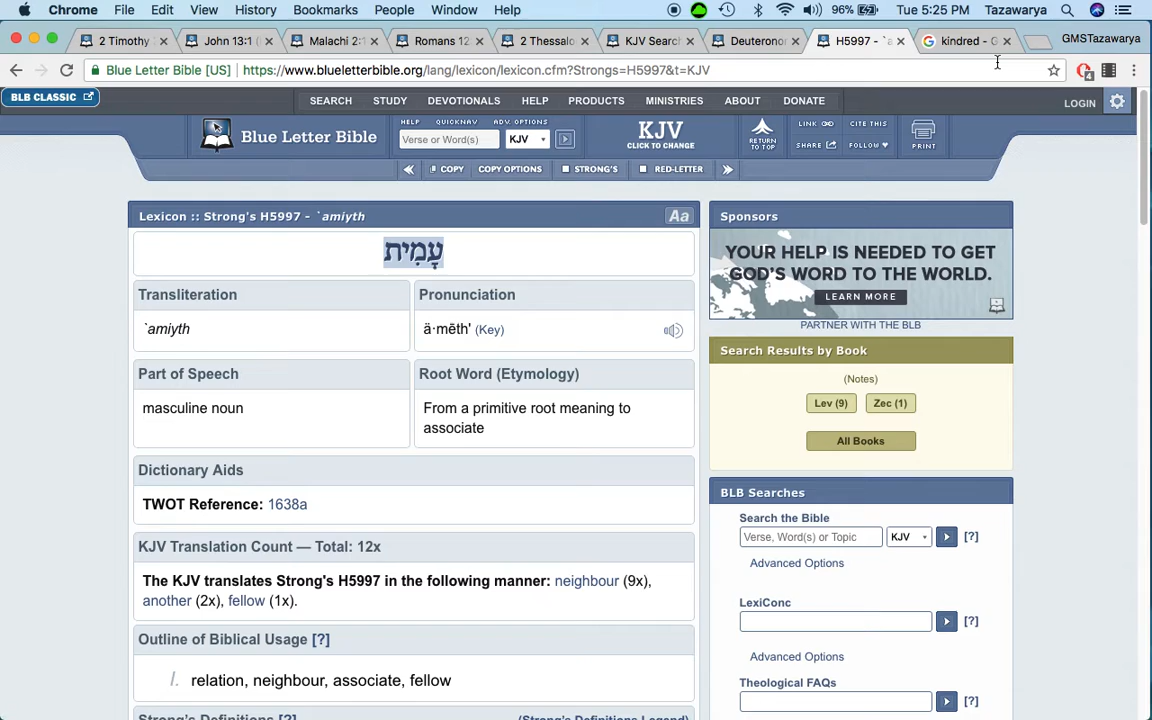 Chrome File Edit View History Bookmarks People Window Help 96% Tue 5:25 PM Tazawarya
2 Timothy John 13:1 ( Malachi 2:1 Romans 12: 2 Thessalo KJV Searc Deuteronor H5997 - `a kindred - G GMSTazawarya
Blue Letter Bible [US] https://www.blueletterbible.org/lang/lexicon/lexicon.cfm?Strongs=H5997&t=KJV 4
BLB CLASSIC SEARCH STUDY DEVOTIONALS HELP PRODUCTS MINISTRIES ABOUT DONATE LOGIN
Blue Letter Bible
HELP QUICKNAV ADV. OPTIONS
Verse or Word(s) KJV
KJV
CLICK TO CHANGE
RETURN
TO TOP
LINK CITE THIS
SHARE FOLLOW
PRINT
COPY COPY OPTIONS STRONG'S RED-LETTER
Lexicon :: Strong's H5997 - `amiyth Aa
עָמִית
Transliteration
`amiyth
Pronunciation
ä·mēth' (Key)
Part of Speech
masculine noun
Root Word (Etymology)
From a primitive root meaning to
associate
Dictionary Aids
TWOT Reference: 1638a
KJV Translation Count — Total: 12x
The KJV translates Strong's H5997 in the following manner: neighbour (9x),
another (2x), fellow (1x).
Outline of Biblical Usage [?]
I. relation, neighbour, associate, fellow
Strong's Definitions [?] (Strong's Definitions Legend)
Sponsors
YOUR HELP IS NEEDED TO GET
GOD'S WORD TO THE WORLD.
LEARN MORE
PARTNER WITH THE BLB
Search Results by Book
(Notes)
Lev (9) Zec (1)
All Books
BLB Searches
Search the Bible
Verse, Word(s) or Topic KJV [?]
Advanced Options
LexiConc
[?]
Advanced Options
Theological FAQs
[?]